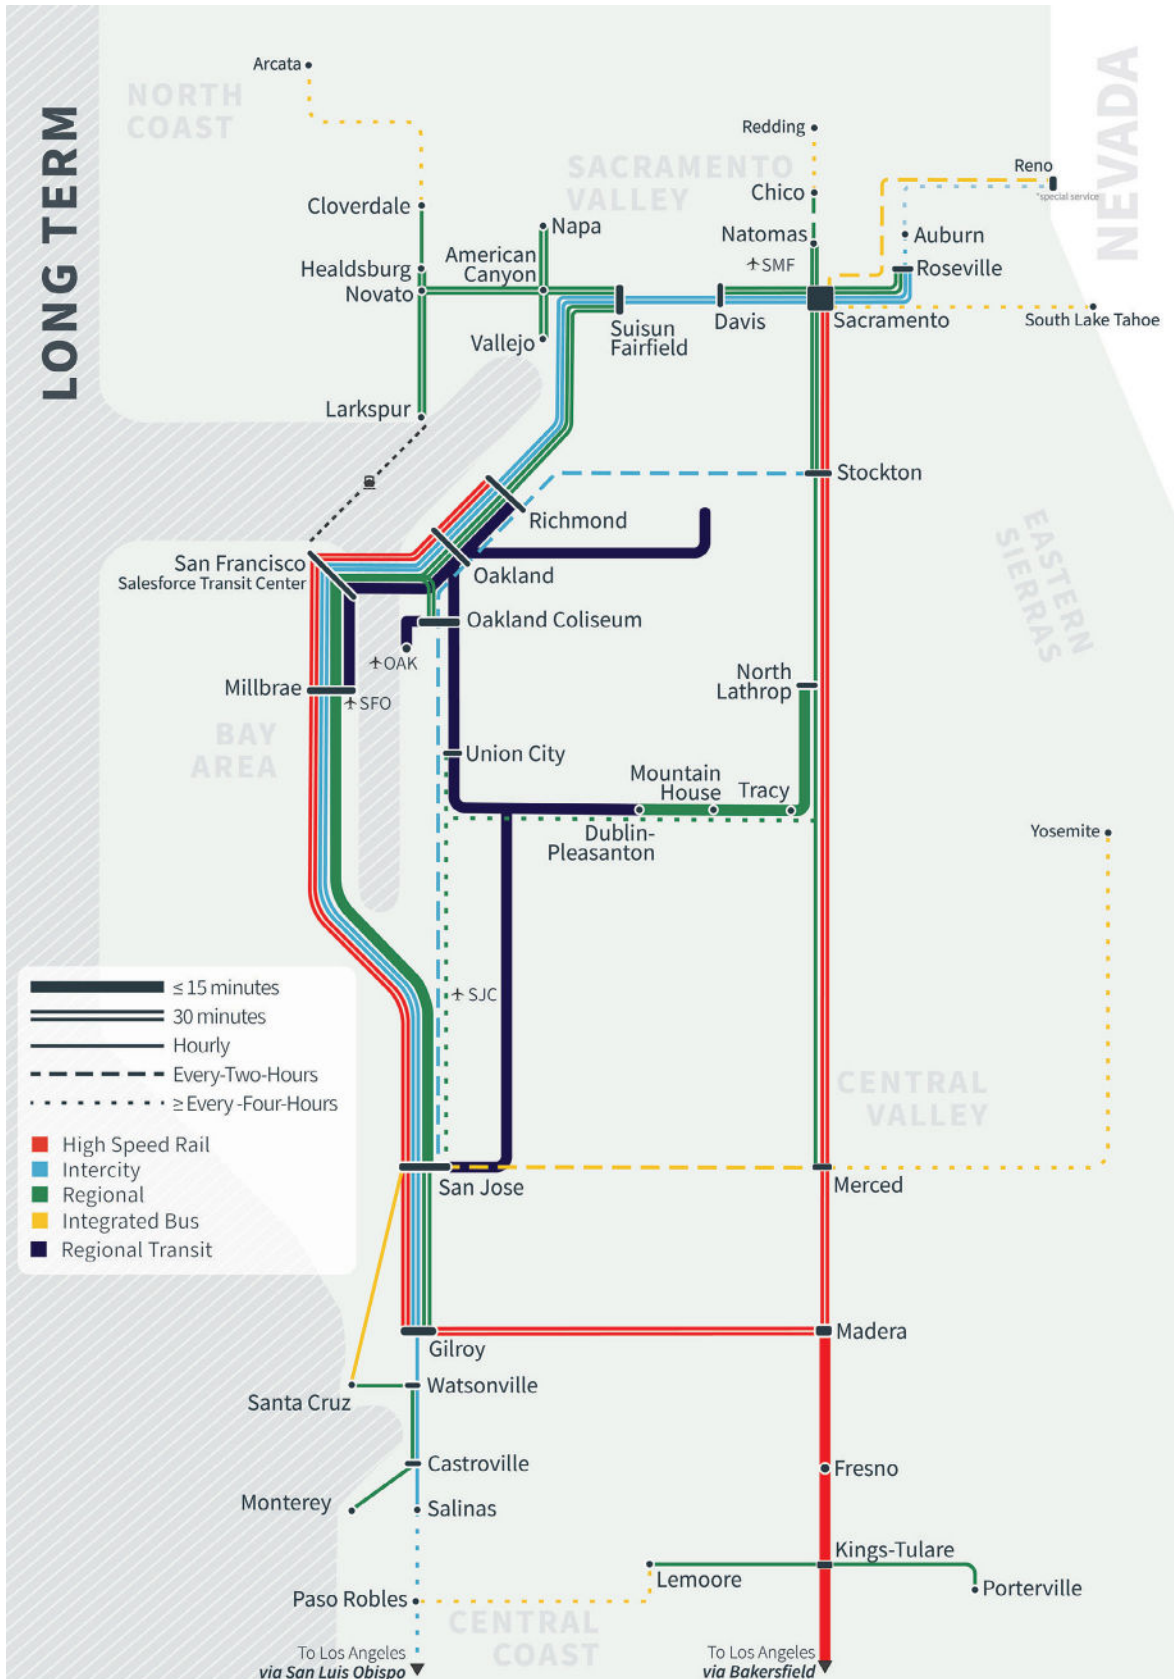 LONG TERM
NORTH
COAST
SACRAMENTO
VALLEY
NEVADA
Arcata
Redding
Reno
*special service
Chico
Cloverdale
Napa
Natomas
Auburn
SMF
American
Canyon
Healdsburg
Novato
Roseville
Vallejo
Suisun
Fairfield
Davis
Sacramento
South Lake Tahoe
Larkspur
Stockton
Richmond
EASTERN
SIERRAS
San Francisco
Salesforce Transit Center
Oakland
Oakland Coliseum
OAK
North
Lathrop
Millbrae
SFO
BAY
AREA
Union City
Mountain
House
Tracy
Dublin-
Pleasanton
Yosemite
≤ 15 minutes
30 minutes
Hourly
Every-Two-Hours
≥ Every -Four-Hours
High Speed Rail
Intercity
Regional
Integrated Bus
Regional Transit
SJC
CENTRAL
VALLEY
San Jose
Merced
Gilroy
Madera
Santa Cruz
Watsonville
Castroville
Fresno
Monterey
Salinas
Kings-Tulare
Lemoore
Porterville
Paso Robles
CENTRAL
COAST
To Los Angeles
via San Luis Obispo
To Los Angeles
via Bakersfield